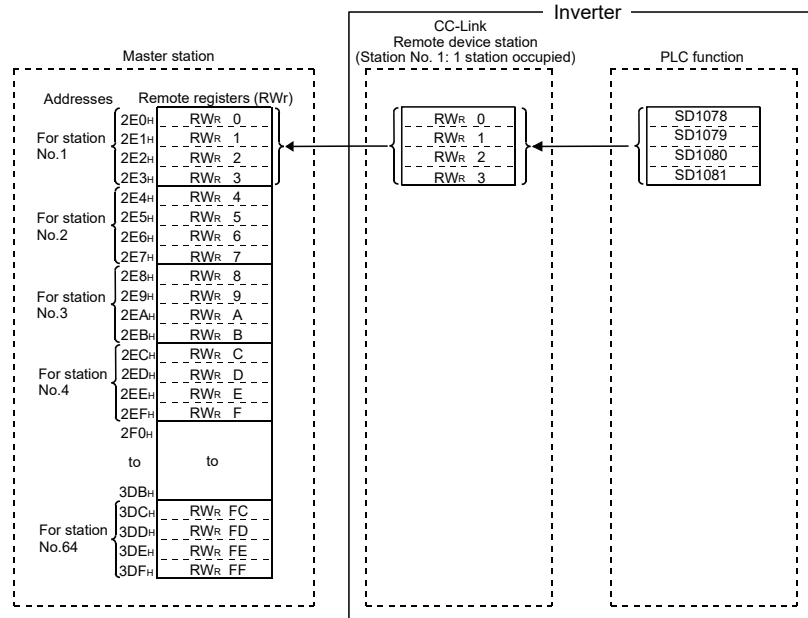 Inverter
CC-Link
Remote device station
(Station No. 1: 1 station occupied)
Master station
PLC function
Addresses
Remote registers (RWr)
For station
No.1
2E0H RWR 0
2E1H RWR 1
2E2H RWR 2
2E3H RWR 3
For station
No.2
2E4H RWR 4
2E5H RWR 5
2E6H RWR 6
2E7H RWR 7
For station
No.3
2E8H RWR 8
2E9H RWR 9
2EAH RWR A
2EBH RWR B
For station
No.4
2ECH RWR C
2EDH RWR D
2EEH RWR E
2EFH RWR F
2F0H
to to
3DBH
For station
No.64
3DCH RWR FC
3DDH RWR FD
3DEH RWR FE
3DFH RWR FF
RWR 0
RWR 1
RWR 2
RWR 3
SD1078
SD1079
SD1080
SD1081